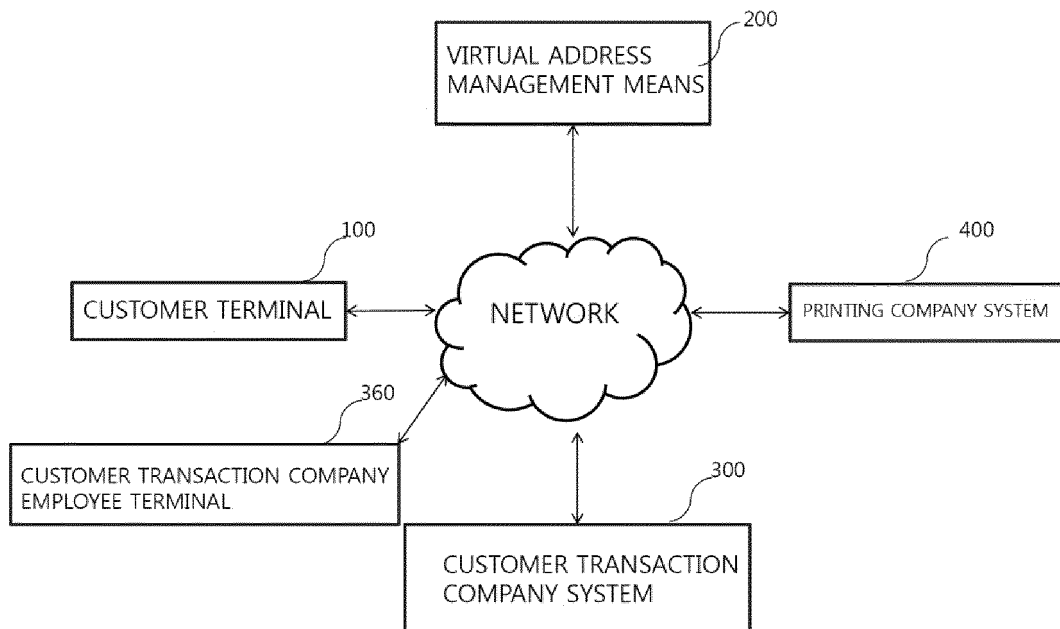 200
VIRTUAL ADDRESS
MANAGEMENT MEANS
100
CUSTOMER TERMINAL
NETWORK
400
PRINTING COMPANY SYSTEM
360
CUSTOMER TRANSACTION COMPANY
EMPLOYEE TERMINAL
300
CUSTOMER TRANSACTION
COMPANY SYSTEM